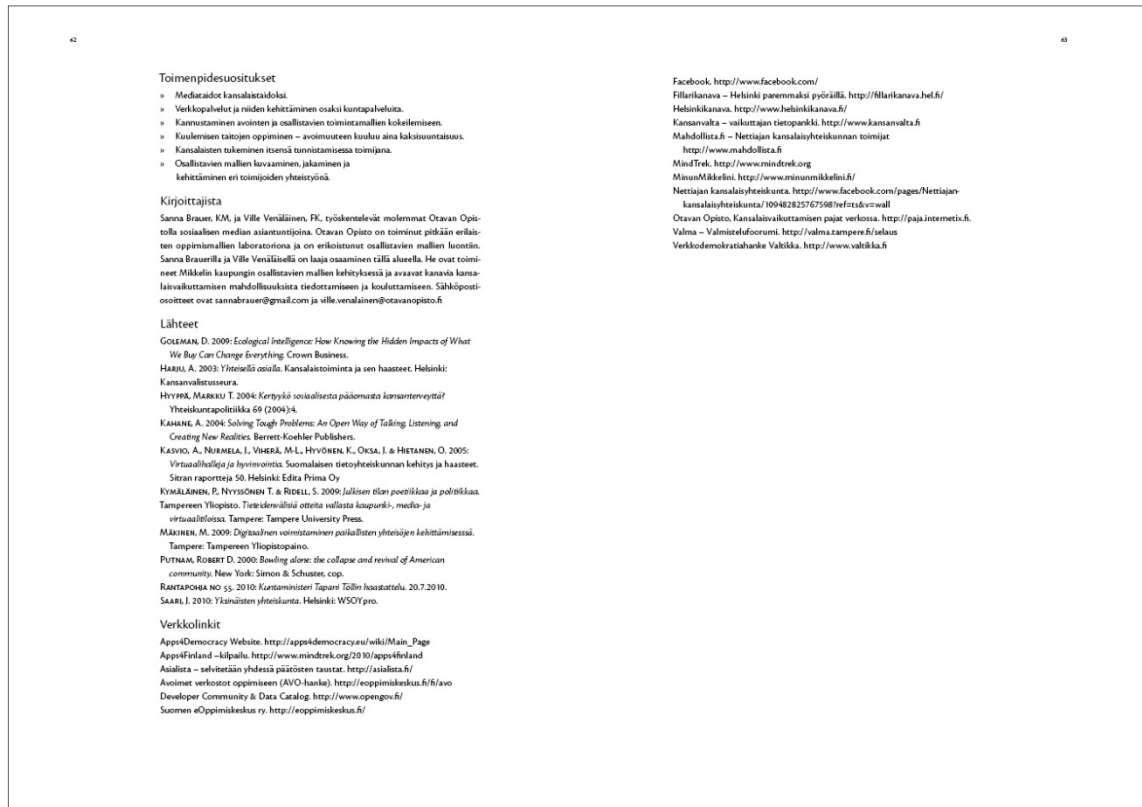 62
Toimenpidesuositukset
» Mediataidot kansalaistaidoksi.
» Verkkopalvelut ja niiden kehittäminen osaksi kuntapalveluita.
» Kannustaminen avointen ja osallistavien toimintamallien kokeilemiseen.
» Kuulemisen taitojen oppiminen – avoimuuteen kuuluu aina kaksisuuntaisuus.
» Kansalaisten tukeminen itsensä tunnistamisessa toimijana.
» Osallistavien mallien kuvaaminen, jakaminen ja
kehittäminen eri toimijoiden yhteistyönä.
Kirjoittajista
Sanna Brauer, KM, ja Ville Venäläinen, FK, työskentelevät molemmat Otavan Opis-
tolla sosiaalisen median asiantuntijoina. Otavan Opisto on toiminut pitkään erilais-
ten oppimismallien laboratoriona ja on erikoistunut osallistavien mallien luontiin.
Sanna Brauerilla ja Ville Venäläisellä on laaja osaaminen tällä alueella. He ovat toimi-
neet Mikkelin kaupungin osallistavien mallien kehityksessä ja avaavat kanavia kansa-
laisvaikuttamisen mahdollisuuksista tiedottamiseen ja kouluttamiseen. Sähköposti-
osoitteet ovat sannabrauer@gmail.com ja ville.venalainen@otavanopisto.fi
Lähteet
Goleman, D. 2009: Ecological Intelligence: How Knowing the Hidden Impacts of What
We Buy Can Change Everything. Crown Business.
Harju, A. 2003: Yhteisellä asialla. Kansalaistoiminta ja sen haasteet. Helsinki:
Kansanvalistusseura.
Hyyppä, Markku T. 2004: Kertyykö sosiaalisesta pääomasta kansanterveyttä?
Yhteiskuntapolitiikka 69 (2004):4.
Kahane, A. 2004: Solving Tough Problems: An Open Way of Talking, Listening, and
Creating New Realities. Berrett-Koehler Publishers.
Kasvio, A., Nurmela, J., Viherä, M-L., Hyvönen, K., Oksa, J. & Hietanen, O. 2005:
Virtuaalihalleja ja hyvinvointia. Suomalaisen tietoyhteiskunnan kehitys ja haasteet.
Sitran raportteja 50. Helsinki: Edita Prima Oy
Kymäläinen, P., Nyyssönen T. & Ridell, S. 2009: Julkisen tilan poetiikkaa ja politiikkaa.
Tampereen Yliopisto. Tieteidenvälisiä otteita vallasta kaupunki-, media- ja
virtuaalitiloissa. Tampere: Tampere University Press.
Mäkinen, M. 2009: Digitaalinen voimistaminen paikallisten yhteisöjen kehittämisesssä.
Tampere: Tampereen Yliopistopaino.
Putnam, Robert D. 2000: Bowling alone: the collapse and revival of American
community. New York: Simon & Schuster, cop.
Rantapohja no 55. 2010: Kuntaministeri Tapani Töllin haastattelu. 20.7.2010.
Saari, J. 2010: Yksinäisten yhteiskunta. Helsinki: WSOYpro.
Verkkolinkit
Apps4Democracy Website. http://apps4democracy.eu/wiki/Main_Page
Apps4Finland –kilpailu. http://www.mindtrek.org/2010/apps4finland
Asialista – selvitetään yhdessä päätösten taustat. http://asialista.fi/
Avoimet verkostot oppimiseen (AVO-hanke). http://eoppimiskeskus.fi/fi/avo
Developer Community & Data Catalog. http://www.opengov.fi/
Suomen eOppimiskeskus ry. http://eoppimiskeskus.fi/
63
Facebook. http://www.facebook.com/
Fillarikanava – Helsinki paremmaksi pyöräillä. http://fillarikanava.hel.fi/
Helsinkikanava. http://www.helsinkikanava.fi/
Kansanvalta – vaikuttajan tietopankki. http://www.kansanvalta.fi
Mahdollista.fi – Nettiajan kansalaisyhteiskunnan toimijat
http://www.mahdollista.fi
MindTrek. http://www.mindtrek.org
MinunMikkelini. http://www.minunmikkelini.fi/
Nettiajan kansalaisyhteiskunta. http://www.facebook.com/pages/Nettiajan-
kansalaisyhteiskunta/109482825767598?ref=ts&v=wall
Otavan Opisto, Kansalaisvaikuttamisen pajat verkossa. http://paja.internetix.fi.
Valma – Valmistelufoorumi. http://valma.tampere.fi/selaus
Verkkodemokratiahanke Valtikka. http://www.valtikka.fi